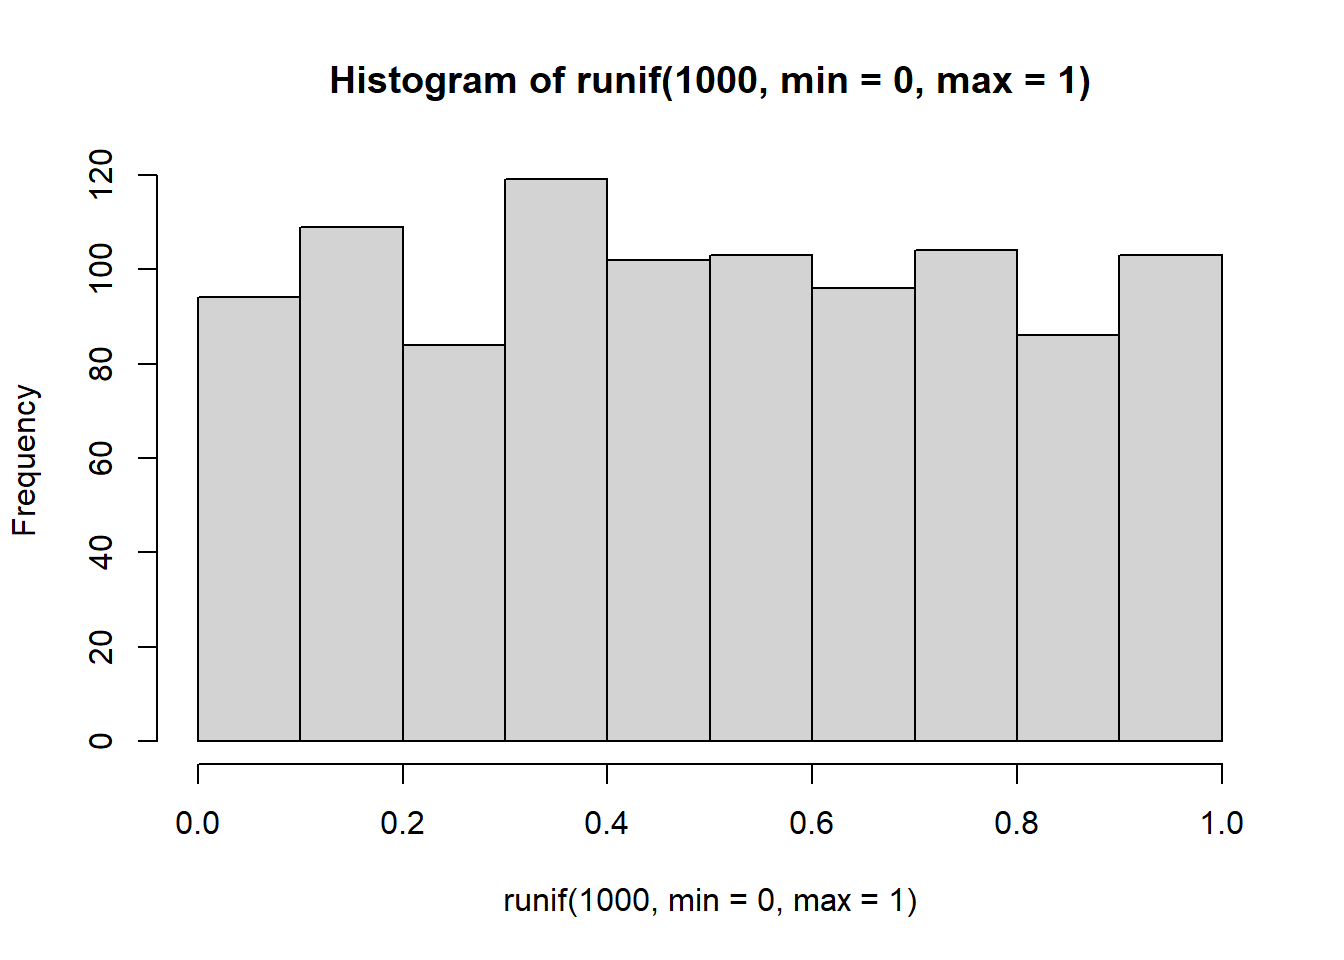 Histogram of runif(1000, min = 0, max = 1)
120
100
80
60
40
20
0
Frequency
0.0 0.2 0.4 0.6 0.8 1.0
runif(1000, min = 0, max = 1)